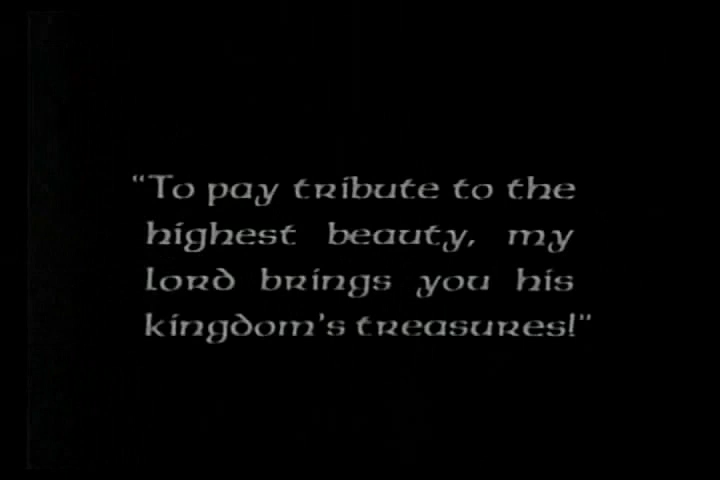 "To pay tribute to the
highest beauty, my
lord brings you his
kingdom's treasures!"